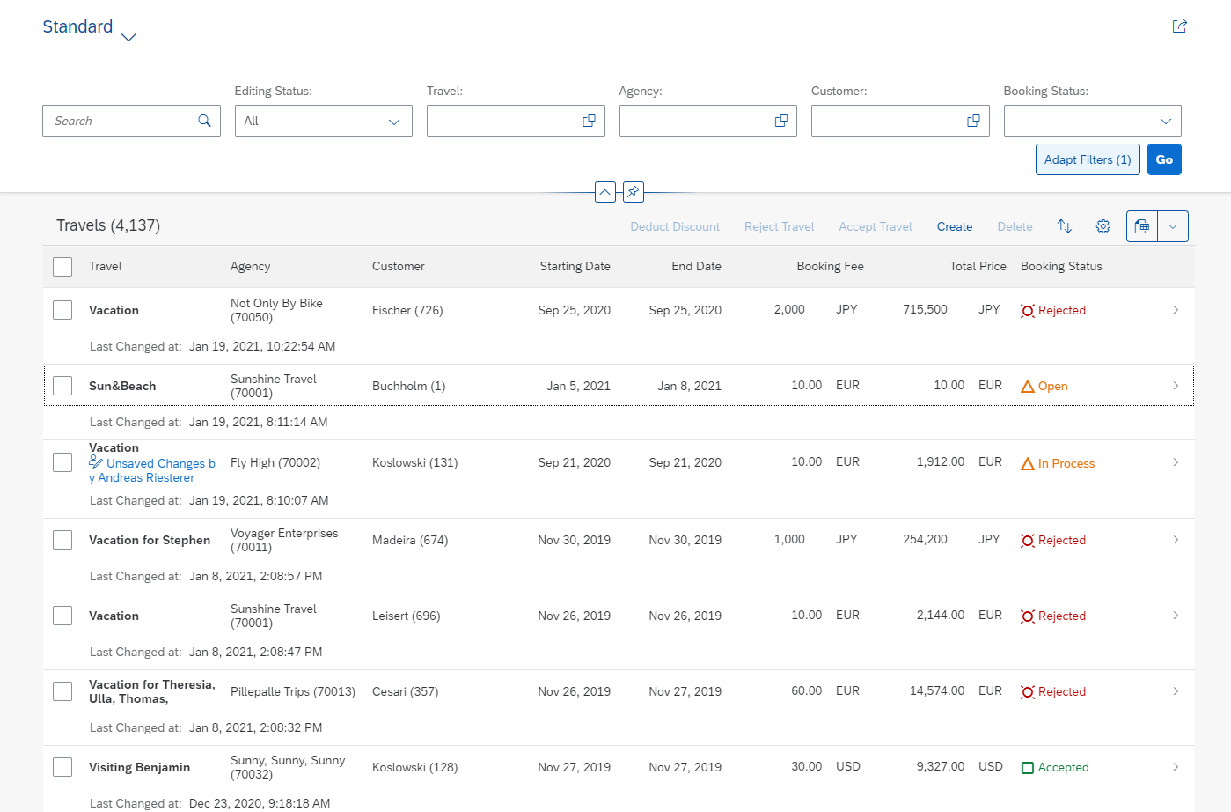 Standard
Editing Status:
Travel:
Agency:
Customer:
Booking Status:
Search
All
Adapt Filters (1)
Go
Travels (4,137)
Deduct Discount
Reject Travel
Accept Travel
Create
Delete
Travel
Agency
Customer
Starting Date
End Date
Booking Fee
Total Price
Booking Status
Vacation
Not Only By Bike
(70050)
Fischer (726)
Sep 25, 2020
Sep 25, 2020
2,000 JPY
715,500 JPY
Rejected
Last Changed at: Jan 19, 2021, 10:22:54 AM
Sun&Beach
Sunshine Travel
(70001)
Buchholm (1)
Jan 5, 2021
Jan 8, 2021
10.00 EUR
10.00 EUR
Open
Last Changed at: Jan 19, 2021, 8:11:14 AM
Vacation
Unsaved Changes b
y Andreas Riesterer
Fly High (70002)
Koslowski (131)
Sep 21, 2020
Sep 21, 2020
10.00 EUR
1,912.00 EUR
In Process
Last Changed at: Jan 19, 2021, 8:10:07 AM
Vacation for Stephen
Voyager Enterprises
(70011)
Madeira (674)
Nov 30, 2019
Nov 30, 2019
1,000 JPY
254,200 JPY
Rejected
Last Changed at: Jan 8, 2021, 2:08:57 PM
Vacation
Sunshine Travel
(70001)
Leisert (696)
Nov 26, 2019
Nov 26, 2019
10.00 EUR
2,144.00 EUR
Rejected
Last Changed at: Jan 8, 2021, 2:08:47 PM
Vacation for Theresia,
Ulla, Thomas,
Pillepalle Trips (70013)
Cesari (357)
Nov 26, 2019
Nov 27, 2019
60.00 EUR
14,574.00 EUR
Rejected
Last Changed at: Jan 8, 2021, 2:08:32 PM
Visiting Benjamin
Sunny, Sunny, Sunny
(70032)
Koslowski (128)
Nov 27, 2019
Nov 27, 2019
30.00 USD
9,327.00 USD
Accepted
Last Changed at: Dec 23, 2020, 9:18:18 AM